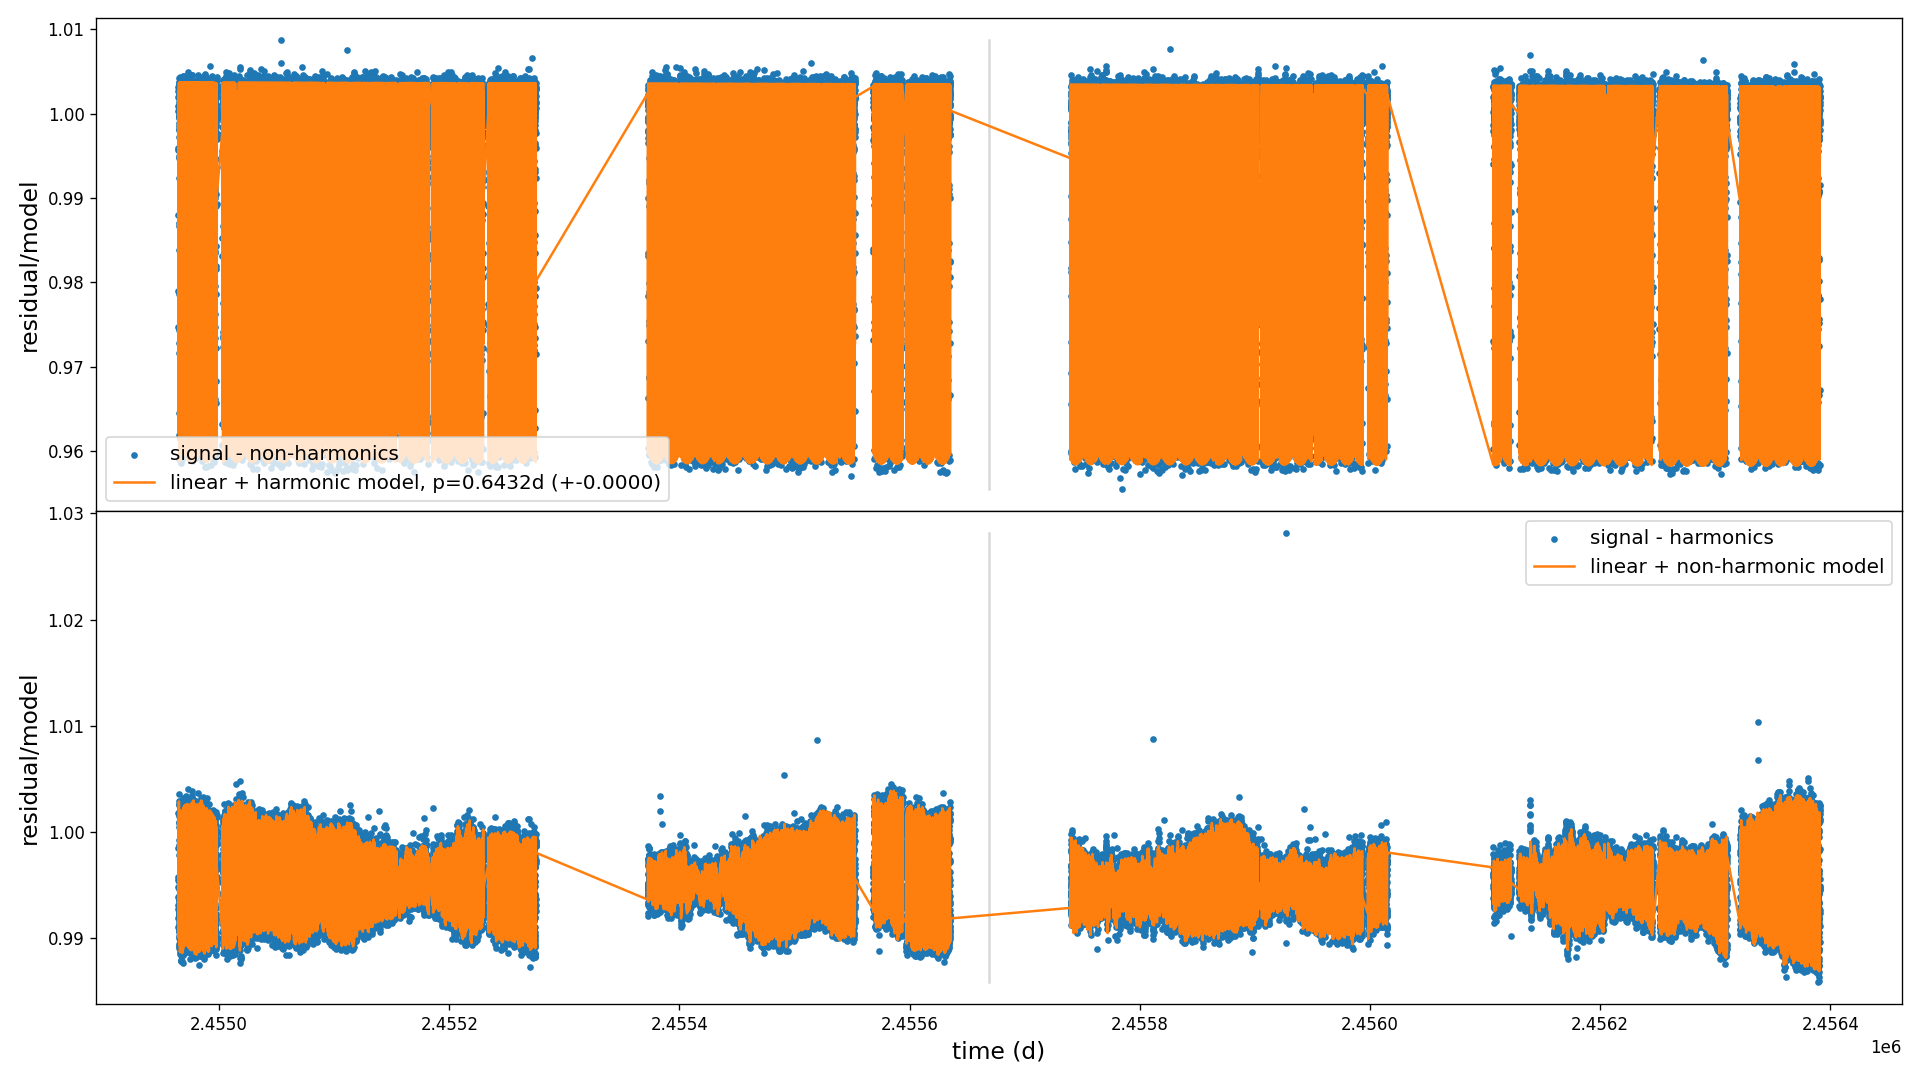 1.01
1.00
0.99
0.98
0.97
0.96
residual/model
signal - non-harmonics
linear + harmonic model, p=0.6432d (+-0.0000)
1.03
1.02
1.01
1.00
0.99
residual/model
signal - harmonics
linear + non-harmonic model
2.4550 2.4552 2.4554 2.4556 2.4558 2.4560 2.4562 2.4564
1e6
time (d)